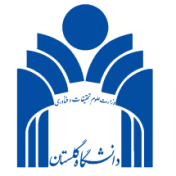 وزارت علوم تحقیقات و فناوری
دانشگاه گلستان